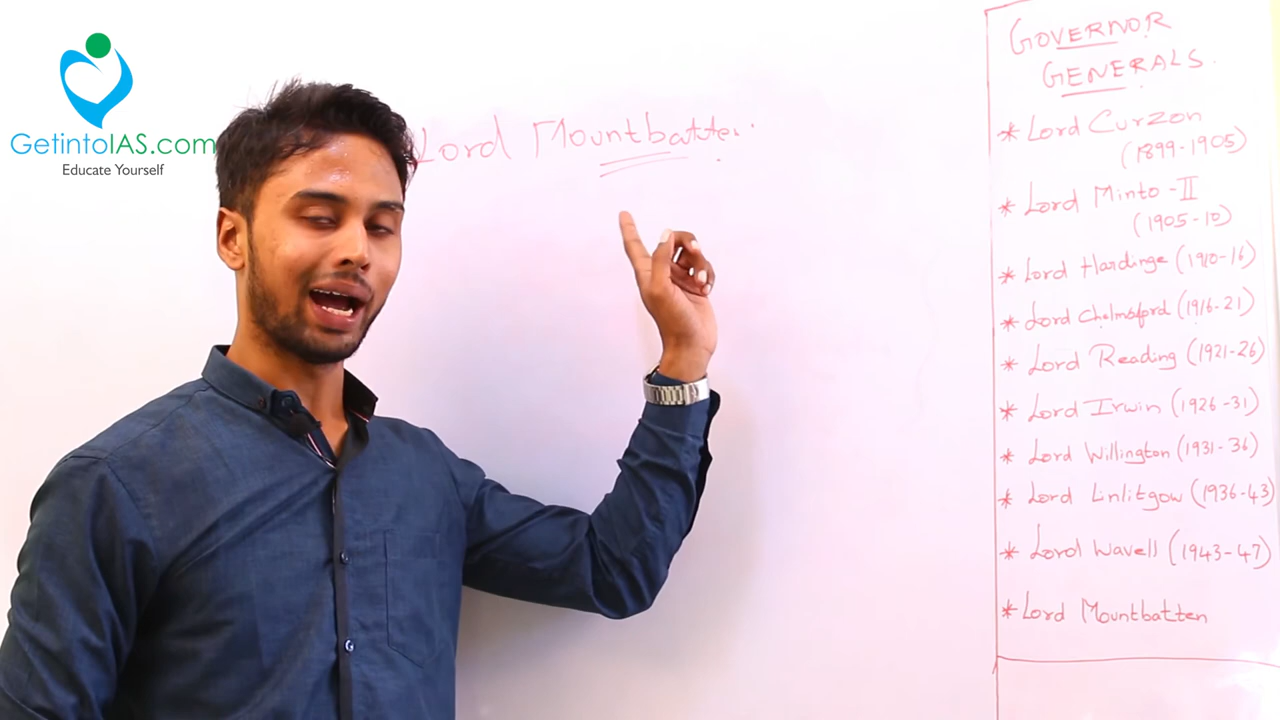 GetintoIAS.com
Educate Yourself
Lord Mountbatten.
GOVERNOR
GENERALS.
* Lord Curzon
(1899-1905)
* Lord Minto-II
(1905-10)
* Lord Hardinge (1910-16)
* Lord Chelmsford (1916-21)
* Lord Reading (1921-26)
* Lord Irwin (1926-31)
* Lord Willington (1931-36)
* Lord Linlitgow (1936-43)
* Lord Wavell (1943-47)
* Lord Mountbatten